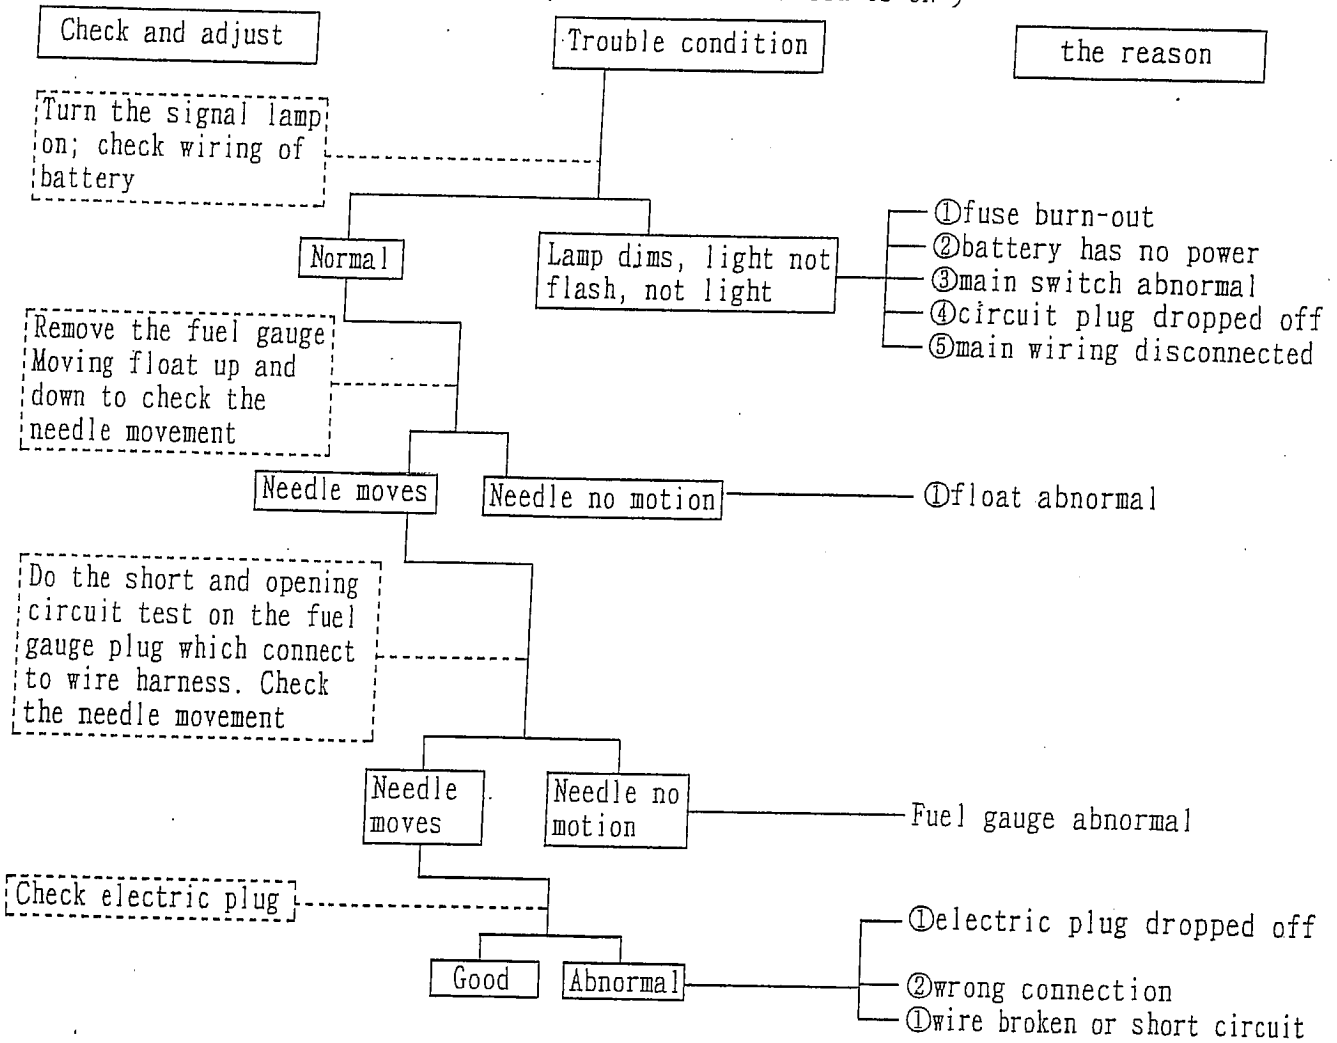 Check and adjust
Trouble condition
the reason
Turn the signal lamp
on; check wiring of
battery
Normal
Lamp dims, light not
flash, not light
①fuse burn-out
②battery has no power
③main switch abnormal
④circuit plug dropped off
⑤main wiring disconnected
Remove the fuel gauge
Moving float up and
down to check the
needle movement
Needle moves
Needle no motion
①float abnormal
Do the short and opening
circuit test on the fuel
gauge plug which connect
to wire harness. Check
the needle movement
Needle
moves
Needle no
motion
Fuel gauge abnormal
Check electric plug
Good
Abnormal
①electric plug dropped off
②wrong connection
①wire broken or short circuit